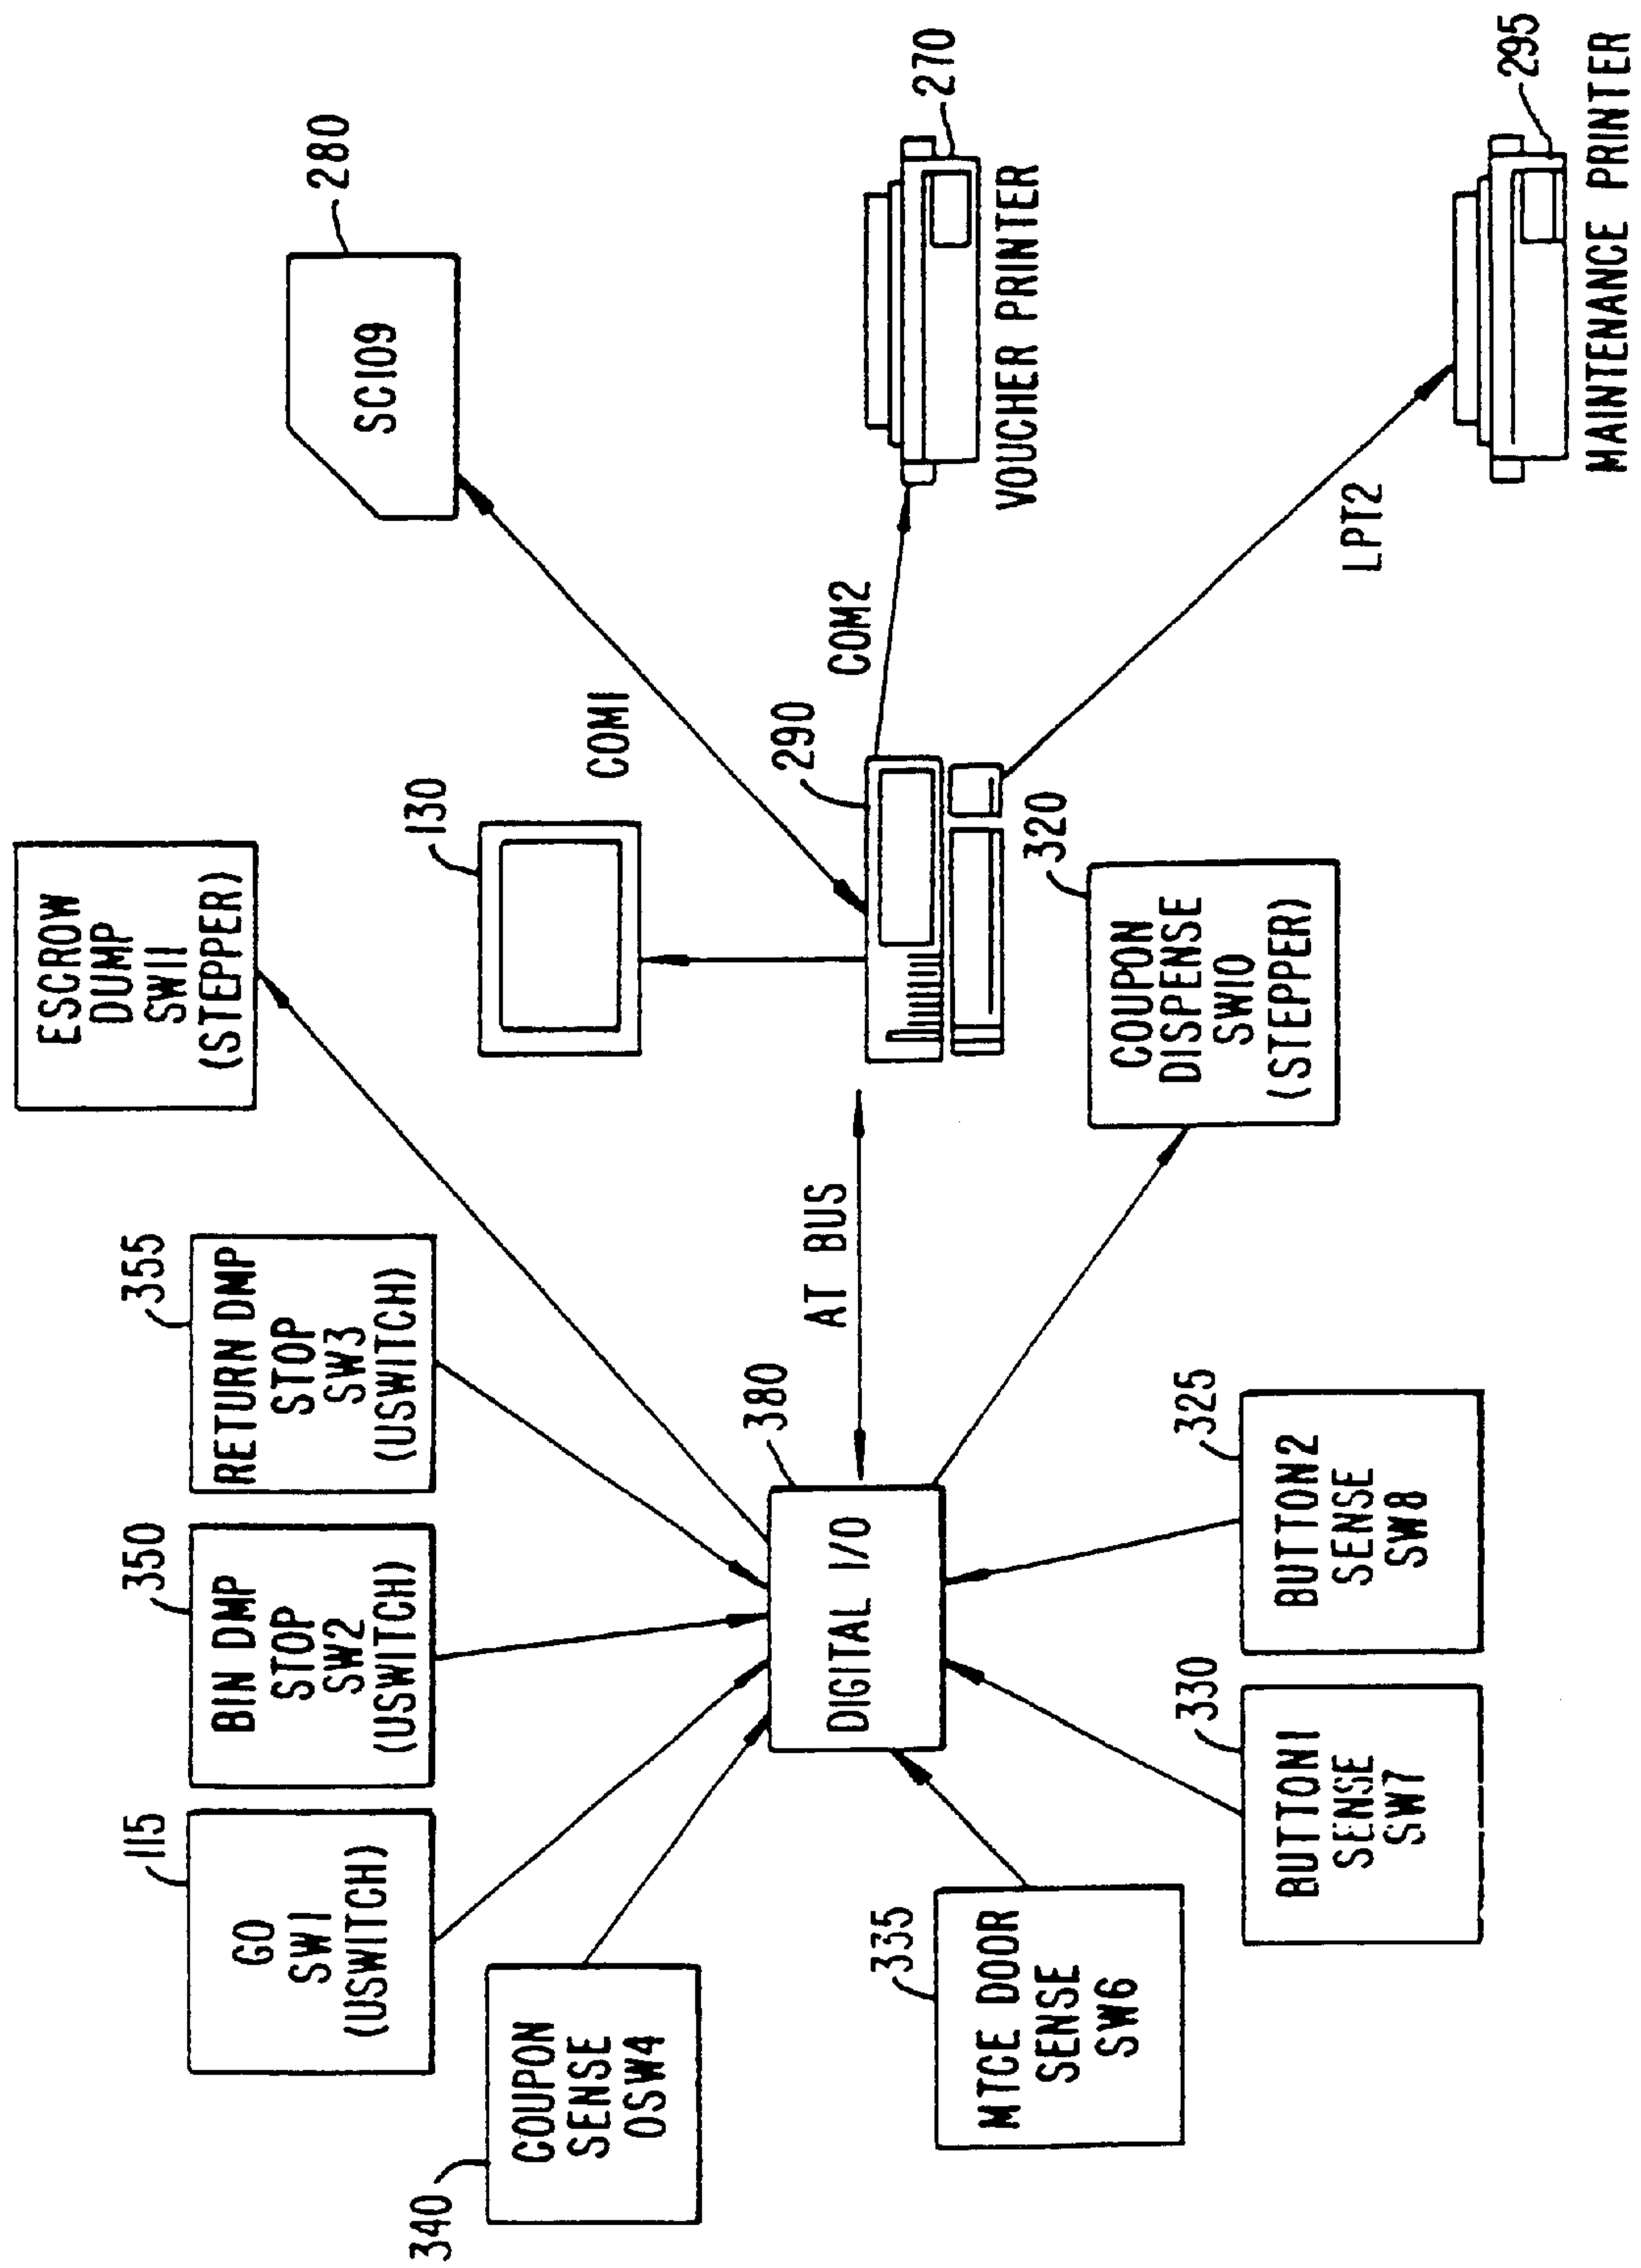 340
COUPON
SENSE
OSW4
115
GO
SW1
(USWITCH)
350
BIN DMP
STOP
SW2
(USWITCH)
355
RETURN DMP
STOP
SW3
(USWITCH)
ESCROW
DUMP
SW11
(STEPPER)
130
COM1
280
SC109
335
MTCE DOOR
SENSE
SW6
380
DIGITAL I/O
AT BUS
290
COM2
270
VOUCHER PRINTER
330
BUTTON1
SENSE
SW7
325
BUTTON2
SENSE
SW8
320
COUPON
DISPENSE
SW10
(STEPPER)
LPT2
295
MAINTENANCE PRINTER